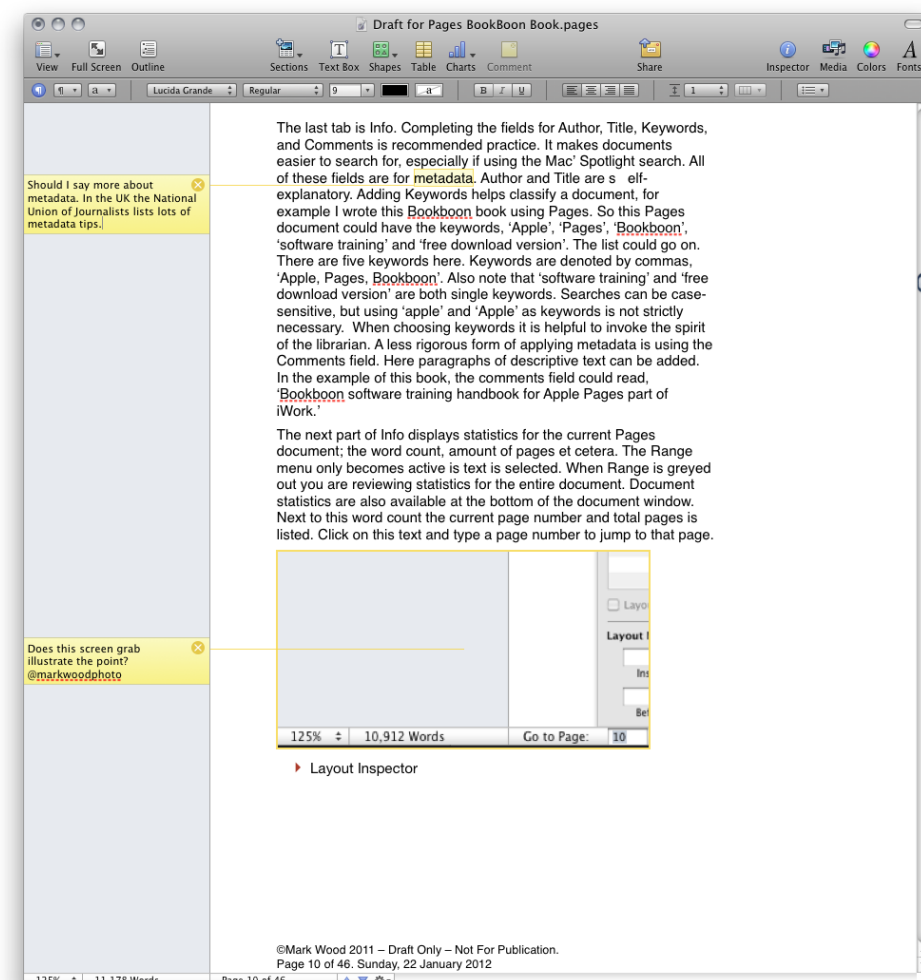 Draft for Pages BookBoon Book.pages
View Full Screen Outline Sections Text Box Shapes Table Charts Comment Share Inspector Media Colors Fonts
Lucida Grande Regular 9 a B I U 1
The last tab is Info. Completing the fields for Author, Title, Keywords,
and Comments is recommended practice. It makes documents
easier to search for, especially if using the Mac’ Spotlight search. All
of these fields are for metadata. Author and Title are s elf-
explanatory. Adding Keywords helps classify a document, for
example I wrote this Bookboon book using Pages. So this Pages
document could have the keywords, ‘Apple’, ‘Pages’, ‘Bookboon’,
‘software training’ and ‘free download version’. The list could go on.
There are five keywords here. Keywords are denoted by commas,
‘Apple, Pages, Bookboon’. Also note that ‘software training’ and ‘free
download version’ are both single keywords. Searches can be case-
sensitive, but using ‘apple’ and ‘Apple’ as keywords is not strictly
necessary. When choosing keywords it is helpful to invoke the spirit
of the librarian. A less rigorous form of applying metadata is using the
Comments field. Here paragraphs of descriptive text can be added.
In the example of this book, the comments field could read,
‘Bookboon software training handbook for Apple Pages part of
iWork.’
Should I say more about
metadata. In the UK the National
Union of Journalists lists lots of
metadata tips.
The next part of Info displays statistics for the current Pages
document; the word count, amount of pages et cetera. The Range
menu only becomes active is text is selected. When Range is greyed
out you are reviewing statistics for the entire document. Document
statistics are also available at the bottom of the document window.
Next to this word count the current page number and total pages is
listed. Click on this text and type a page number to jump to that page.
Does this screen grab
illustrate the point?
@markwoodphoto
Layou
Layout I
Ins
Bef
125% 10,912 Words Go to Page: 10
Layout Inspector
©Mark Wood 2011 – Draft Only – Not For Publication.
Page 10 of 46. Sunday, 22 January 2012
125% 11,178 Words Page 10 of 46